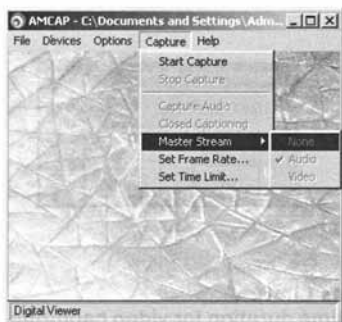 AMCAP - C:\Documents and Settings\Adm...
File Devices Options Capture Help
Start Capture
Stop Capture
Capture Audio
Closed Captioning
Master Stream
None
Set Frame Rate...
Audio
Set Time Limit...
Video
Digital Viewer